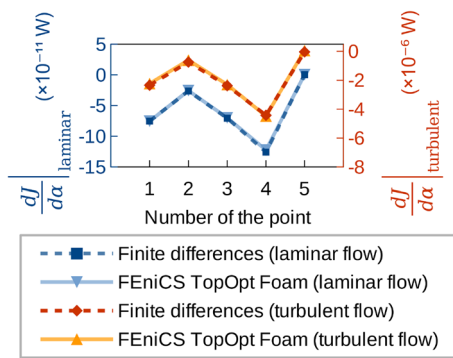 (×10⁻¹¹ W)
dJ/dα|laminar
5
0
-5
-10
-15
(×10⁻⁶ W)
dJ/dα|turbulent
0
-2
-4
-6
-8
1 2 3 4 5
Number of the point
Finite differences (laminar flow)
FEniCS TopOpt Foam (laminar flow)
Finite differences (turbulent flow)
FEniCS TopOpt Foam (turbulent flow)